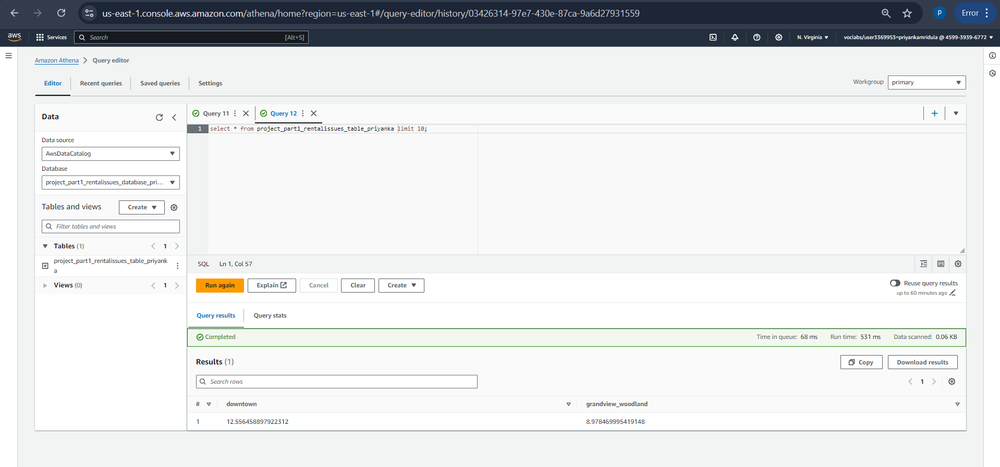 us-east-1.console.aws.amazon.com/athena/home?region=us-east-1#/query-editor/history/03426314-97e7-430e-87ca-9a6d27931559
p
Error
aws
Services
Search
[Alt+S]
N. Virginia
voclabs/user3369953=priyankamridula @ 4599-3939-6772
Amazon Athena
Query editor
Editor
Recent queries
Saved queries
Settings
Workgroup
primary
Data
Data source
AwsDataCatalog
Database
project_part1_rentalissues_database_pri...
Tables and views
Create
Filter tables and views
Tables (1)
1
project_part1_rentalissues_table_priyank
a
Views (0)
1
Query 11
Query 12
1
select * from project_part1_rentalissues_table_priyanka limit 10;
SQL
Ln 1, Col 57
Run again
Explain
Cancel
Clear
Create
Reuse query results
up to 60 minutes ago
Query results
Query stats
Completed
Time in queue: 68 ms
Run time: 531 ms
Data scanned: 0.06 KB
Results (1)
Copy
Download results
Search rows
1
#
downtown
grandview_woodland
1
12.556458897922312
8.978469995419148